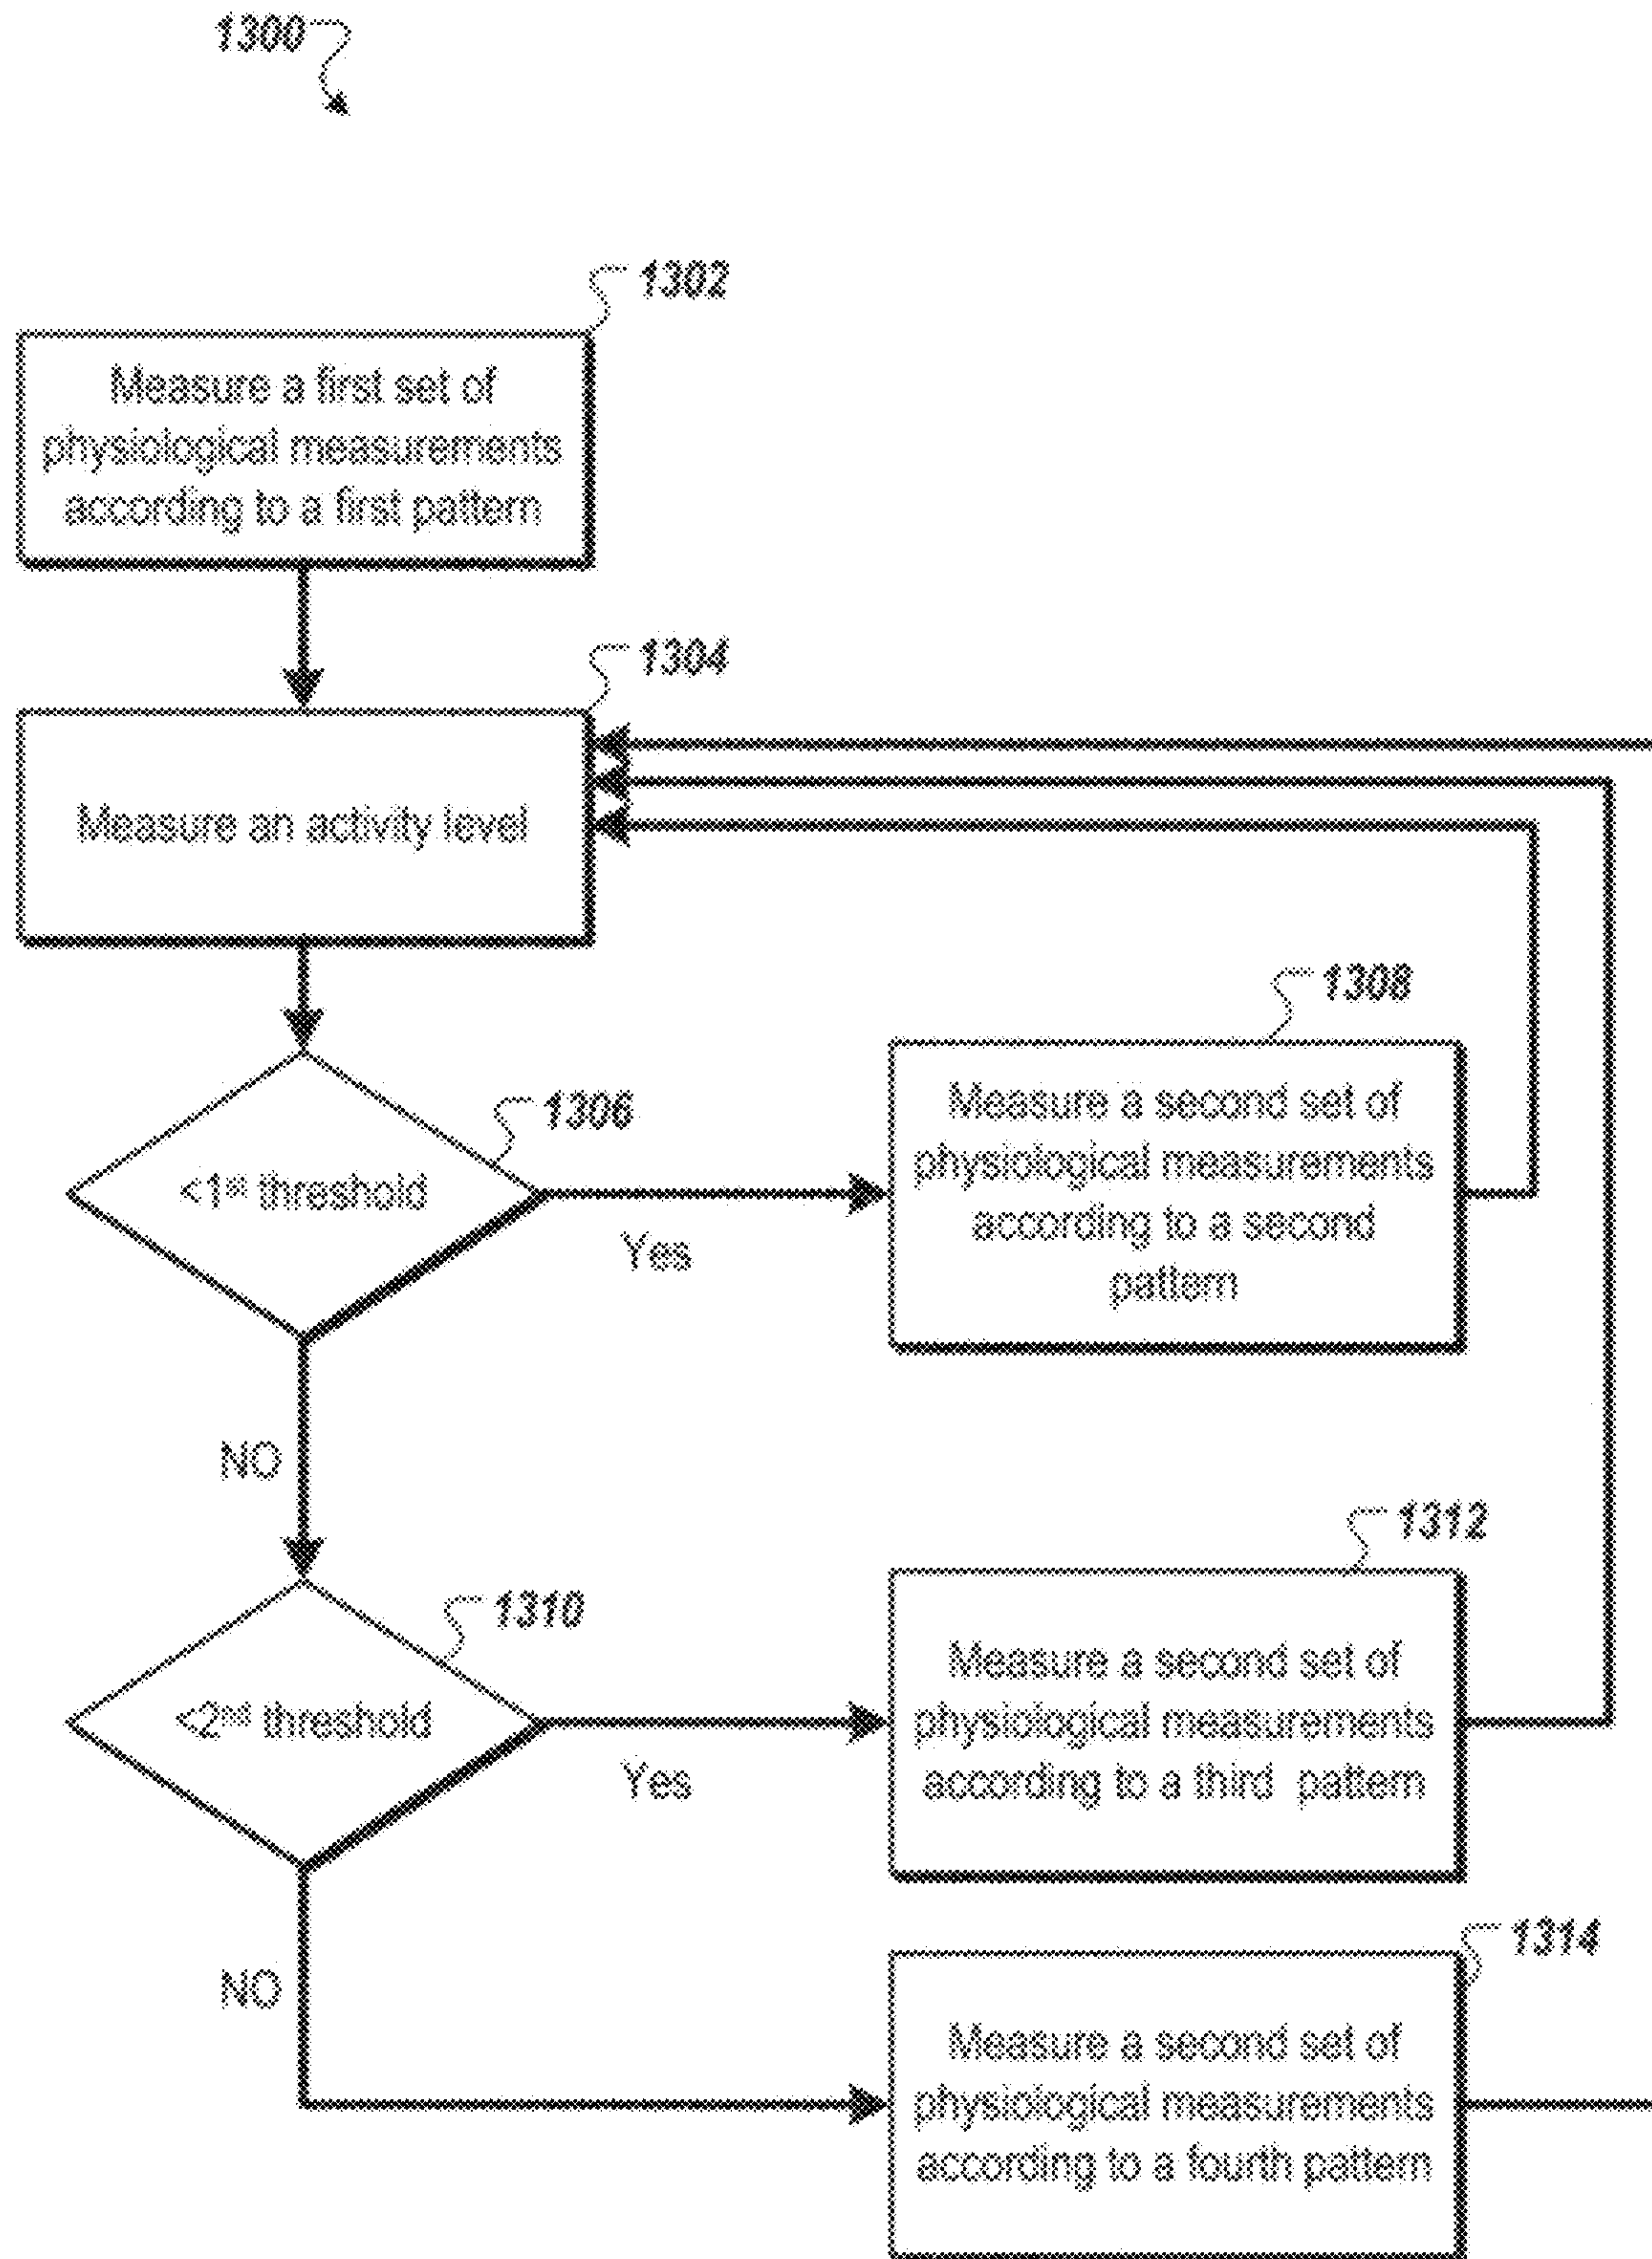 1300
1302
Measure a first set of
physiological measurements
according to a first pattern
1304
Measure an activity level
1308
Measure a second set of
physiological measurements
according to a second
pattern
1306
<1st threshold
Yes
NO
1312
Measure a second set of
physiological measurements
according to a third pattern
1310
<2nd threshold
Yes
NO
1314
Measure a second set of
physiological measurements
according to a fourth pattern